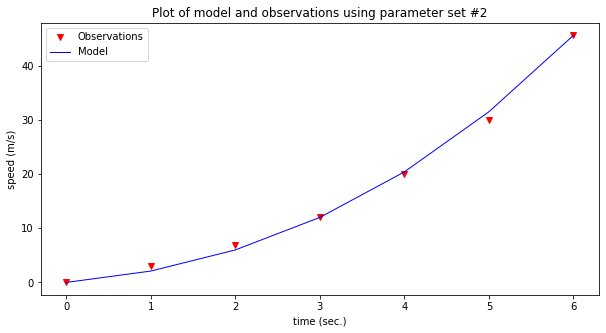 Plot of model and observations using parameter set #2
Observations
Model
speed (m/s)
40
30
20
10
0
0 1 2 3 4 5 6
time (sec.)